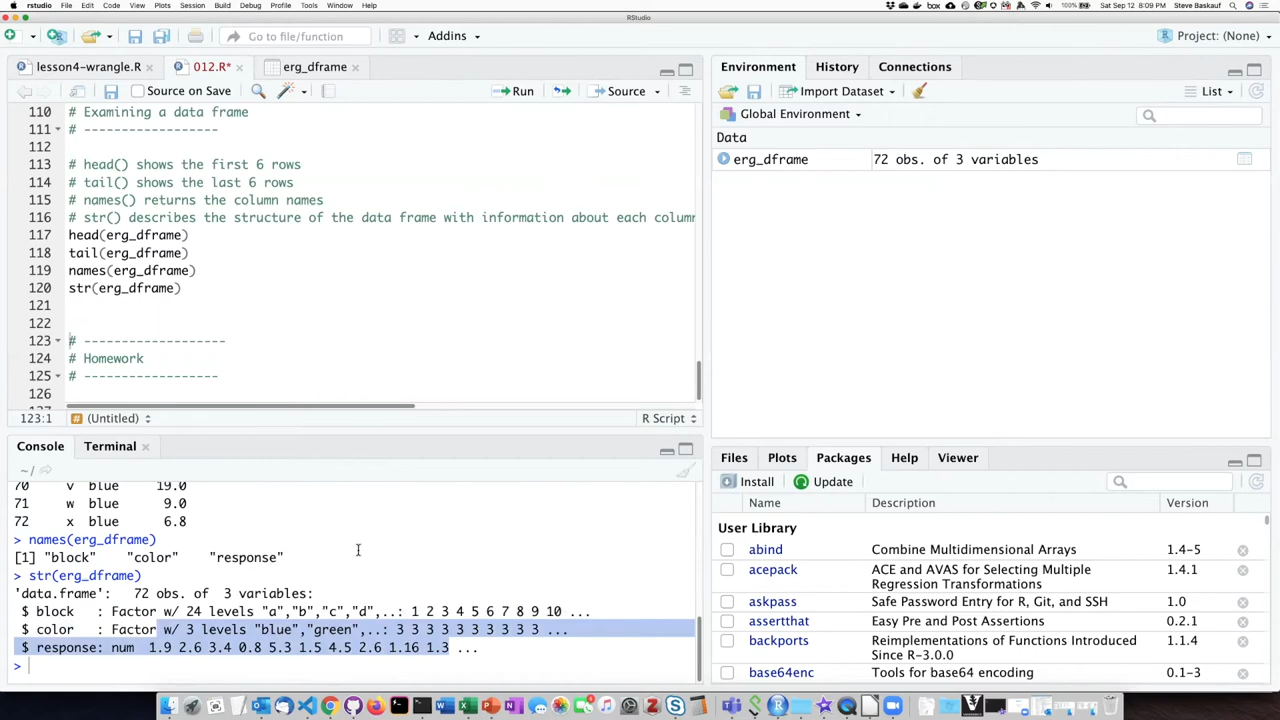 rstudio File Edit Code View Plots Session Build Debug Profile Tools Window Help box 100% Sat Sep 12 8:09 PM Steve Baskauf
RStudio
Go to file/function Addins Project: (None)
lesson4-wrangle.R 012.R* erg_dframe
Source on Save Run Source
110 # Examining a data frame
111 # ------------------
112
113 # head() shows the first 6 rows
114 # tail() shows the last 6 rows
115 # names() returns the column names
116 # str() describes the structure of the data frame with information about each column
117 head(erg_dframe)
118 tail(erg_dframe)
119 names(erg_dframe)
120 str(erg_dframe)
121
122
123 # -------------------
124 # Homework
125 # ------------------
126
127
123:1 (Untitled) R Script
Console Terminal
~/
70 v blue 19.0
71 w blue 9.0
72 x blue 6.8
> names(erg_dframe)
[1] "block" "color" "response"
> str(erg_dframe)
'data.frame': 72 obs. of 3 variables:
$ block : Factor w/ 24 levels "a","b","c","d",..: 1 2 3 4 5 6 7 8 9 10 ...
$ color : Factor w/ 3 levels "blue","green",..: 3 3 3 3 3 3 3 3 3 3 ...
$ response: num 1.9 2.6 3.4 0.8 5.3 1.5 4.5 2.6 1.16 1.3 ...
>
Environment History Connections
Import Dataset List
Global Environment
Data
erg_dframe 72 obs. of 3 variables
Files Plots Packages Help Viewer
Install Update
Name Description Version
User Library
abind Combine Multidimensional Arrays 1.4-5
acepack ACE and AVAS for Selecting Multiple 1.4.1
Regression Transformations
askpass Safe Password Entry for R, Git, and SSH 1.0
assertthat Easy Pre and Post Assertions 0.2.1
backports Reimplementations of Functions Introduced 1.1.4
Since R-3.0.0
base64enc Tools for base64 encoding 0.1-3